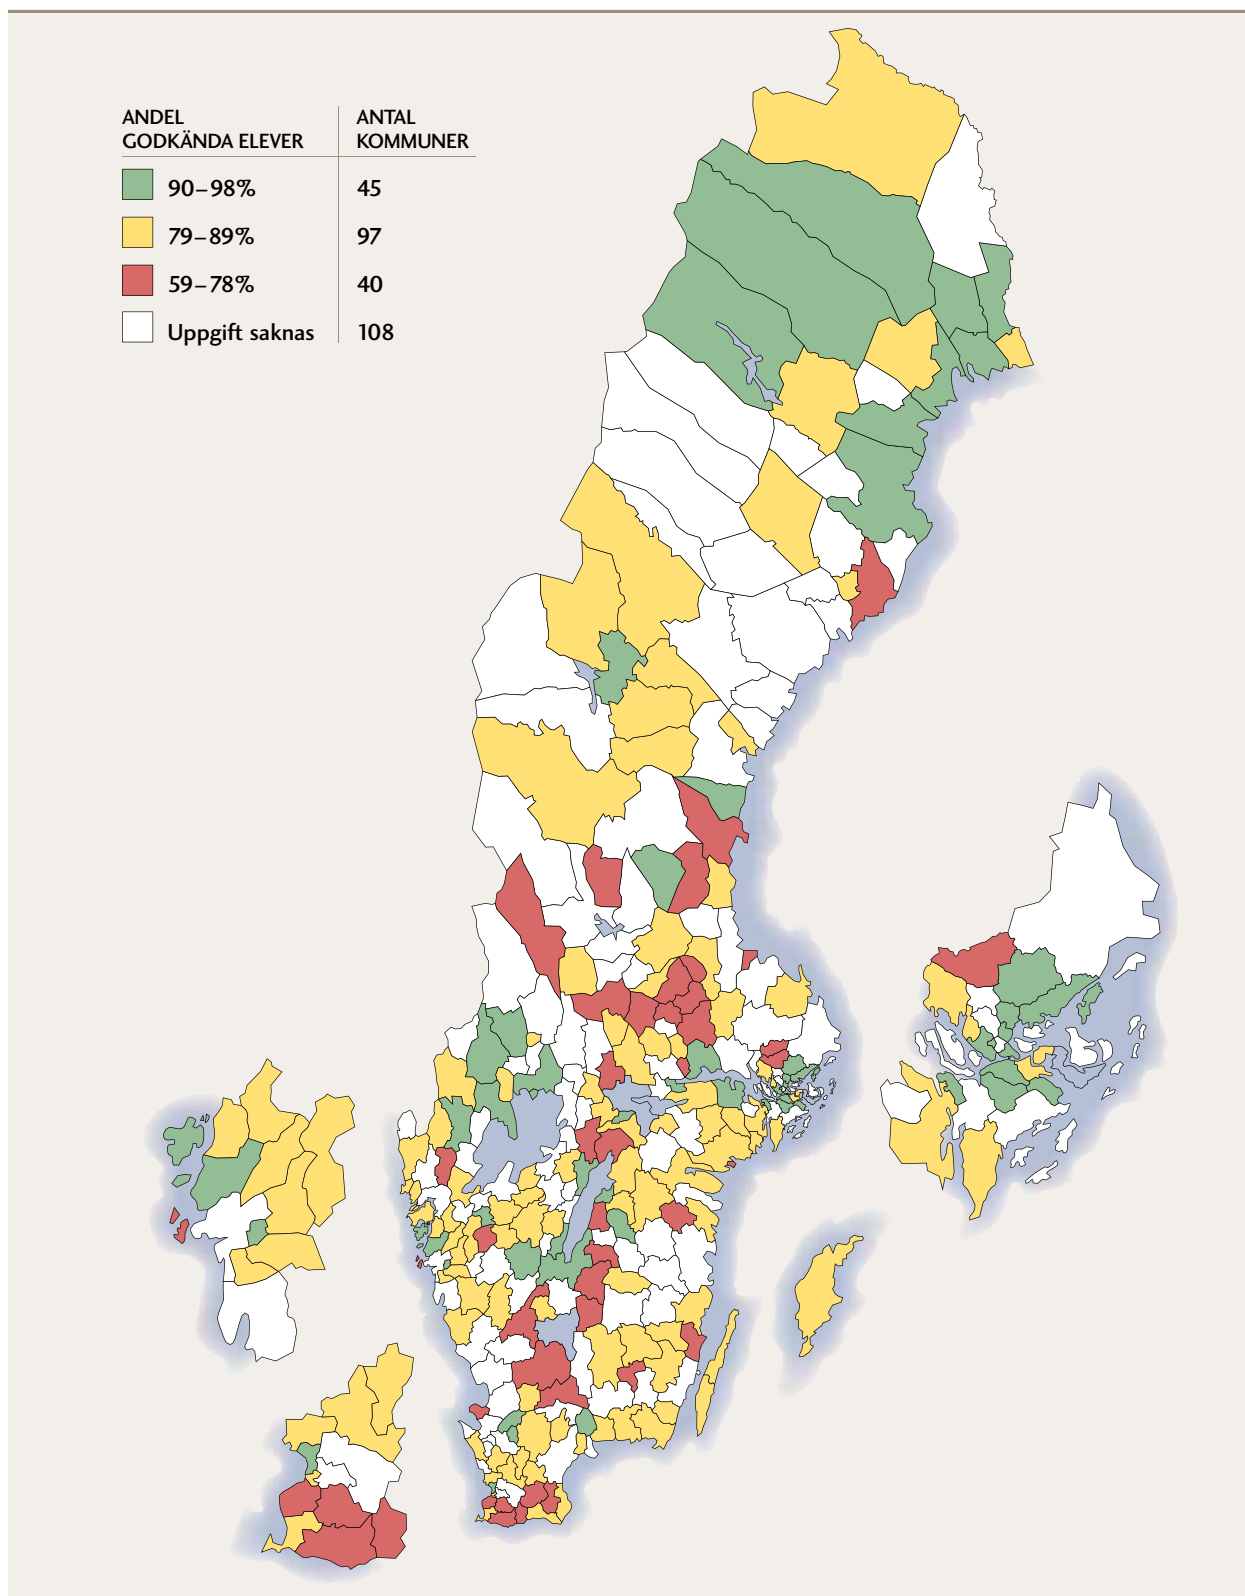 ANDEL
GODKÄNDA ELEVER
ANTAL
KOMMUNER
90–98% 45
79–89% 97
59–78% 40
Uppgift saknas 108